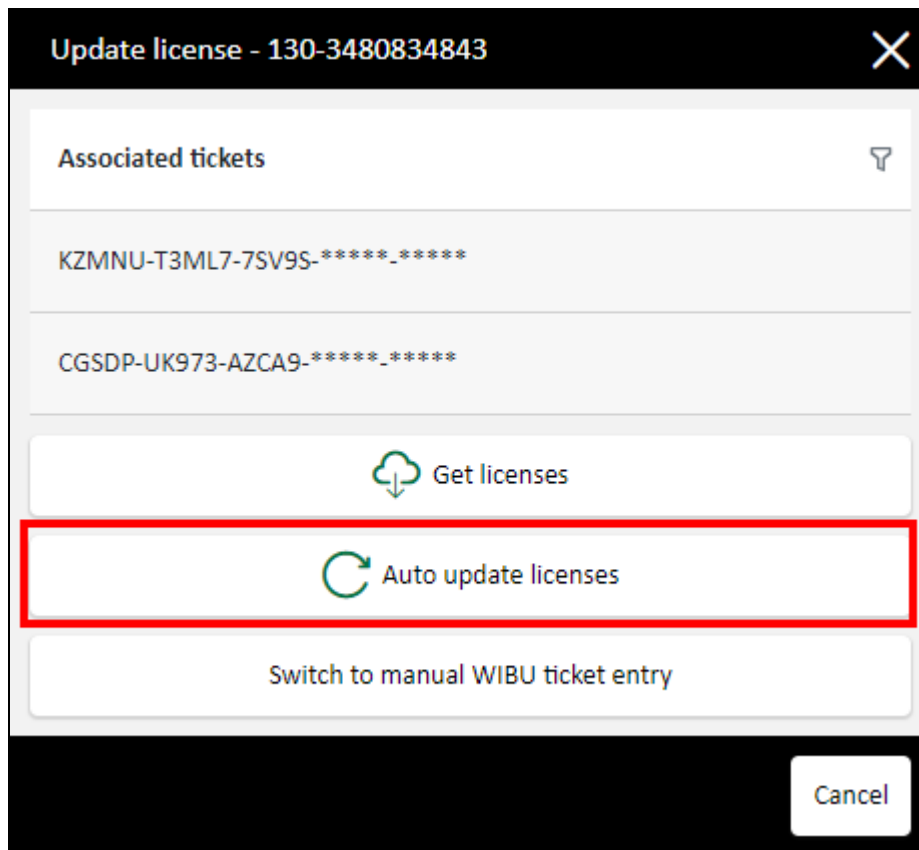 Update license - 130-3480834843
Associated tickets
KZMNU-T3ML7-7SV9S-*****-*****
CGSDP-UK973-AZCA9-*****-*****
Get licenses
Auto update licenses
Switch to manual WIBU ticket entry
Cancel